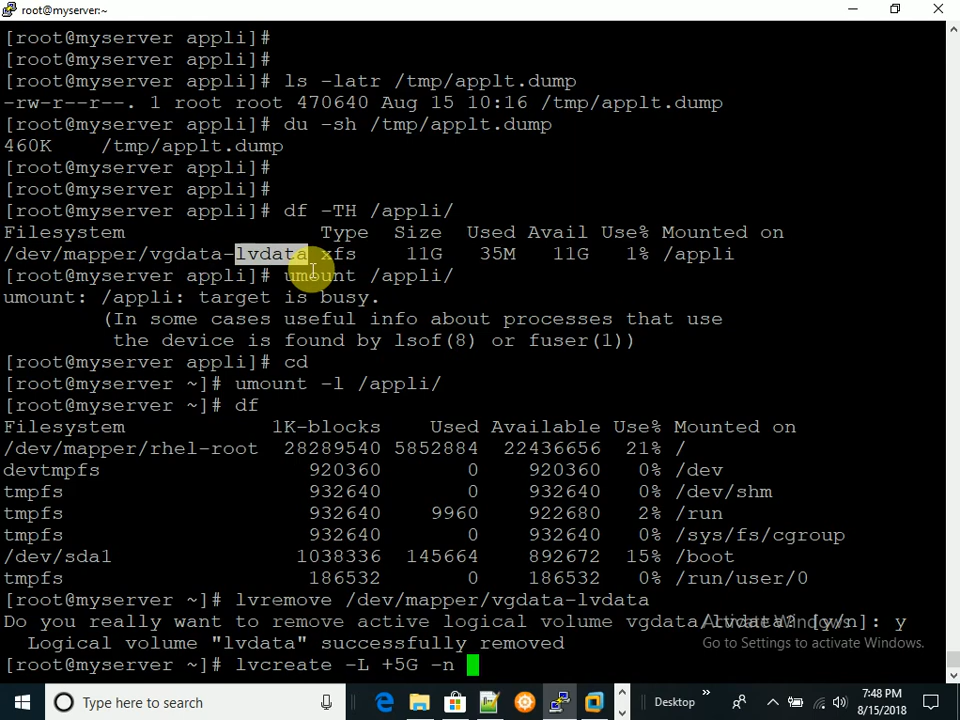 root@myserver:~
[root@myserver appli]#
[root@myserver appli]#
[root@myserver appli]# ls -latr /tmp/applt.dump
-rw-r--r--. 1 root root 470640 Aug 15 10:16 /tmp/applt.dump
[root@myserver appli]# du -sh /tmp/applt.dump
460K    /tmp/applt.dump
[root@myserver appli]#
[root@myserver appli]#
[root@myserver appli]# df -TH /appli/
Filesystem                Type  Size  Used Avail Use% Mounted on
/dev/mapper/vgdata-lvdata xfs    11G   35M   11G   1% /appli
[root@myserver appli]# umount /appli/
umount: /appli: target is busy.
        (In some cases useful info about processes that use
         the device is found by lsof(8) or fuser(1))
[root@myserver appli]# cd
[root@myserver ~]# umount -l /appli/
[root@myserver ~]# df
Filesystem            1K-blocks    Used Available Use% Mounted on
/dev/mapper/rhel-root  28289540 5852884  22436656  21% /
devtmpfs                 920360       0    920360   0% /dev
tmpfs                    932640       0    932640   0% /dev/shm
tmpfs                    932640    9960    922680   2% /run
tmpfs                    932640       0    932640   0% /sys/fs/cgroup
/dev/sda1               1038336  145664    892672  15% /boot
tmpfs                    186532       0    186532   0% /run/user/0
[root@myserver ~]# lvremove /dev/mapper/vgdata-lvdata
Do you really want to remove active logical volume vgdata/lvdata? [y/n]: y
Activate Windows
  Logical volume "lvdata" successfully removed
Go to Settings to activate Windows.
[root@myserver ~]# lvcreate -L +5G -n
Type here to search
Desktop
7:48 PM
8/15/2018